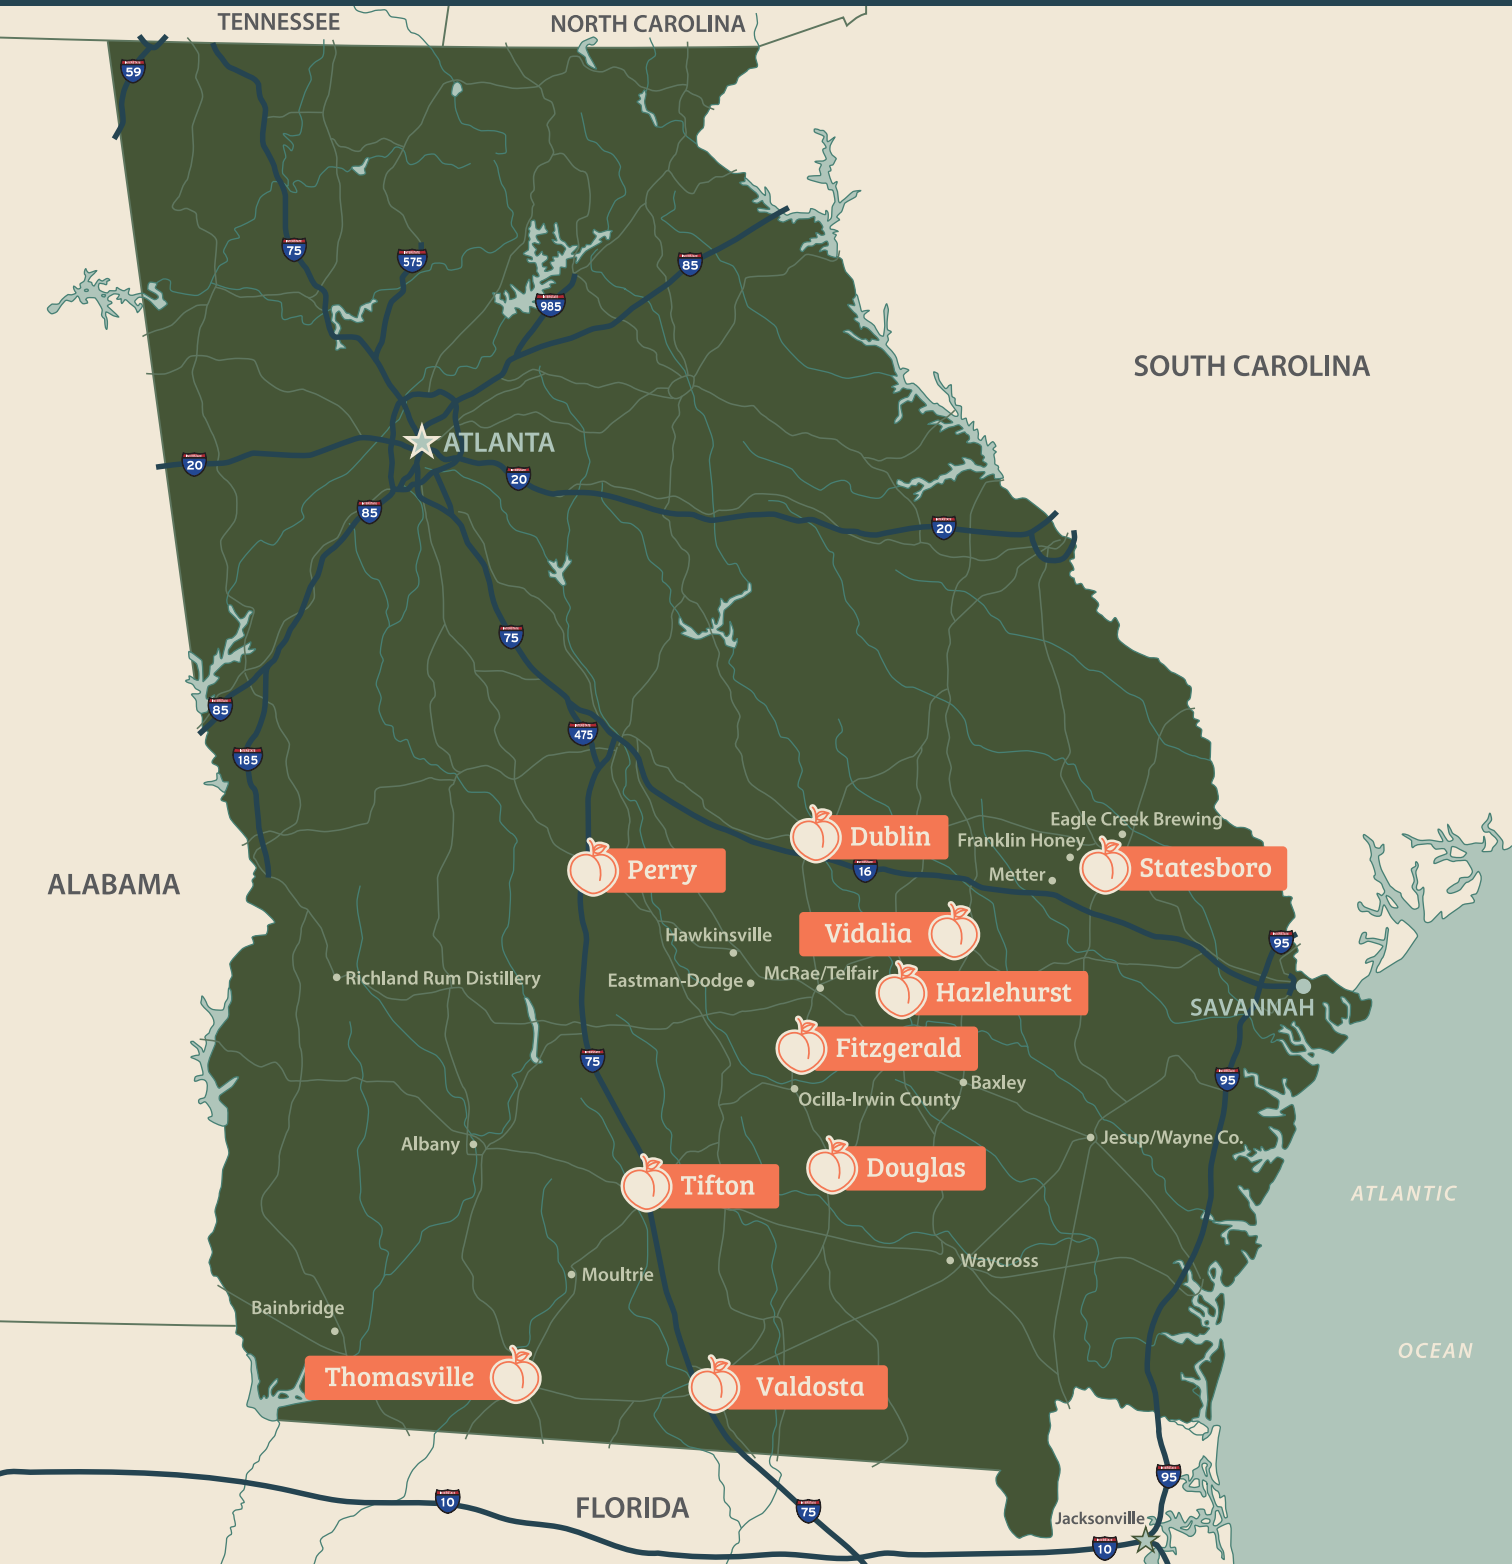 TENNESSEE
NORTH CAROLINA
59
75
575
85
985
SOUTH CAROLINA
ATLANTA
20
20
85
20
75
85
475
185
Eagle Creek Brewing
Dublin
Franklin Honey
Perry
16
Metter
Statesboro
ALABAMA
Hawkinsville
Vidalia
95
Richland Rum Distillery
Eastman-Dodge
McRae/Telfair
Hazlehurst
SAVANNAH
75
Fitzgerald
95
Baxley
Ocilla-Irwin County
Albany
Jesup/Wayne Co.
Tifton
Douglas
ATLANTIC
Moultrie
Waycross
Bainbridge
OCEAN
Thomasville
Valdosta
95
10
FLORIDA
75
Jacksonville
10